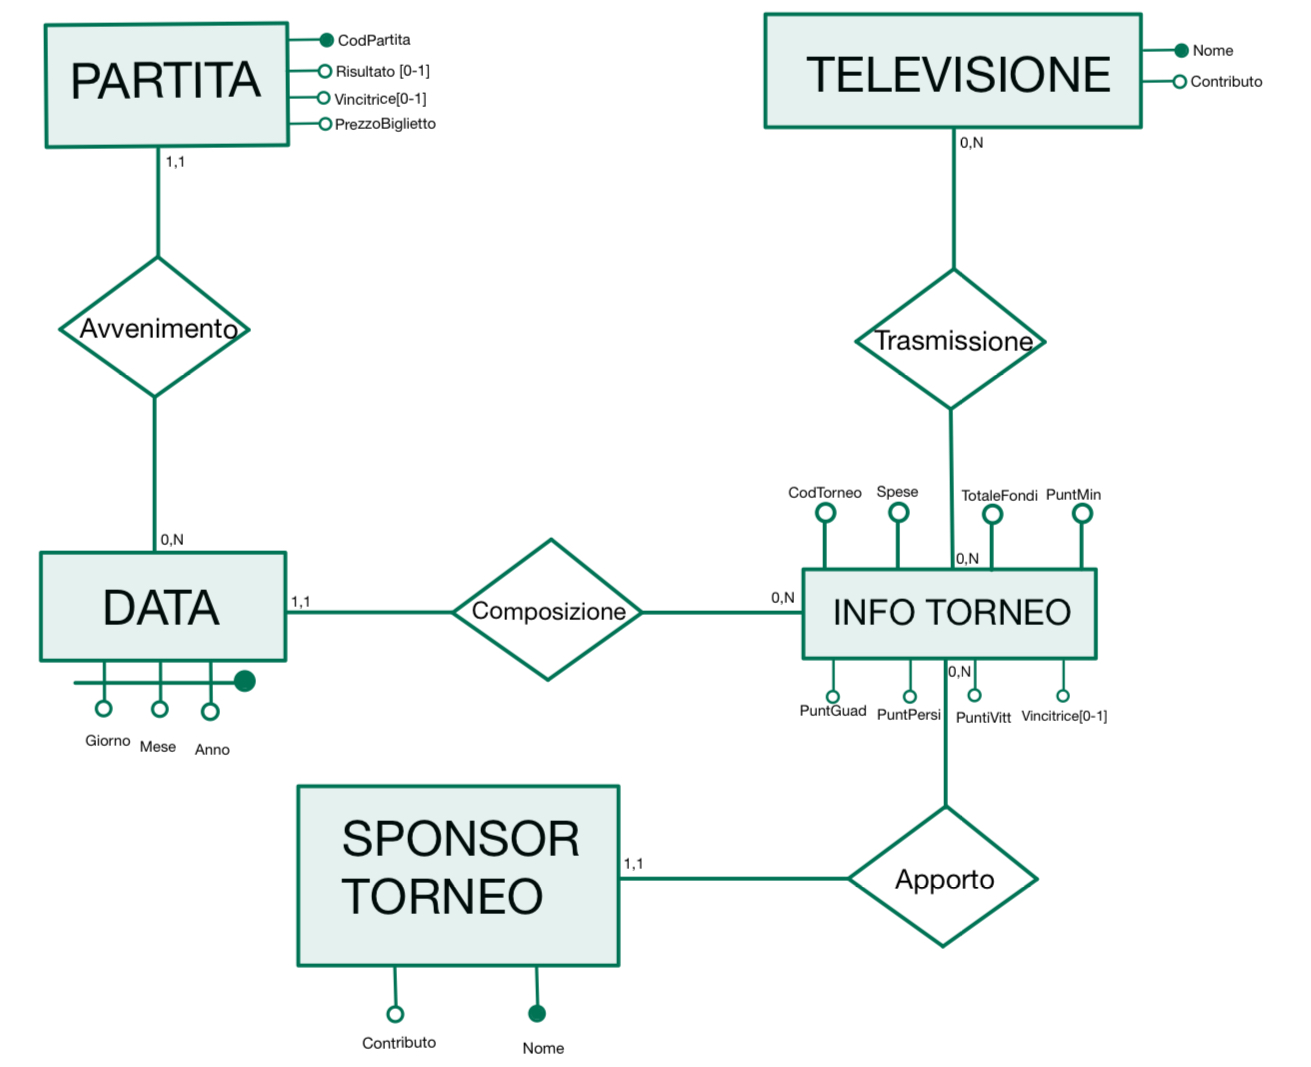 PARTITA
CodPartita
Risultato [0-1]
Vincitrice[0-1]
PrezzoBiglietto
1,1
TELEVISIONE
Nome
Contributo
0,N
Avvenimento
Trasmissione
0,N
CodTorneo
Spese
TotaleFondi
PuntMin
0,N
DATA
1,1
Composizione
0,N
INFO TORNEO
0,N
PuntGuad
PuntPersi
PuntiVitt
Vincitrice[0-1]
Giorno
Mese
Anno
SPONSOR
TORNEO
1,1
Apporto
Contributo
Nome